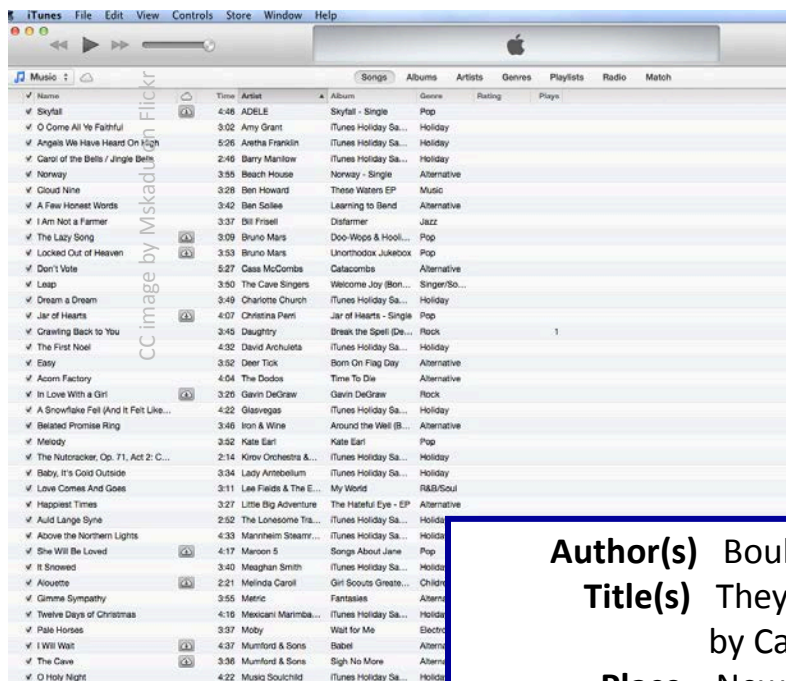 iTunes File Edit View Controls Store Window Help
Music Songs Albums Artists Genres Playlists Radio Match
Name Time Artist Album Genre Rating Plays
Skyfall 4:46 ADELE Skyfall - Single Pop
O Come All Ye Faithful 3:02 Amy Grant iTunes Holiday Sa... Holiday
Angels We Have Heard On High 5:26 Aretha Franklin iTunes Holiday Sa... Holiday
Carol of the Bells / Jingle Bells 2:46 Barry Manilow iTunes Holiday Sa... Holiday
Norway 3:55 Beach House Norway - Single Alternative
Cloud Nine 3:28 Ben Howard These Waters EP Music
A Few Honest Words 3:42 Ben Sollee Learning to Bend Alternative
I Am Not a Farmer 3:37 Bill Frisell Disfarmer Jazz
The Lazy Song 3:09 Bruno Mars Doo-Wops & Hooli... Pop
Locked Out of Heaven 3:53 Bruno Mars Unorthodox Jukebox Pop
Don't Vote 5:27 Cass McCombs Catacombs Alternative
Leap 3:50 The Cave Singers Welcome Joy (Bon... Singer/So...
Dream a Dream 3:49 Charlotte Church iTunes Holiday Sa... Holiday
Jar of Hearts 4:07 Christina Perri Jar of Hearts - Single Pop
Crawling Back to You 3:45 Daughtry Break the Spell (De... Rock 1
The First Noel 4:32 David Archuleta iTunes Holiday Sa... Holiday
Easy 3:52 Deer Tick Born On Flag Day Alternative
Acorn Factory 4:04 The Dodos Time To Die Alternative
In Love With a Girl 3:26 Gavin DeGraw Gavin DeGraw Rock
A Snowflake Fell (And It Felt Like... 4:22 Glasvegas iTunes Holiday Sa... Holiday
Belated Promise Ring 3:46 Iron & Wine Around the Well (B... Alternative
Melody 3:52 Kate Earl Kate Earl Pop
The Nutcracker, Op. 71, Act 2: C... 2:14 Kirov Orchestra &... iTunes Holiday Sa... Holiday
Baby, It's Cold Outside 3:34 Lady Antebellum iTunes Holiday Sa... Holiday
Love Comes And Goes 3:11 Lee Fields & The E... My World R&B/Soul
Happiest Times 3:27 Little Big Adventure The Hateful Eye - EP Alternative
Auld Lange Syne 2:52 The Lonesome Tra... iTunes Holiday Sa... Holida
Above the Northern Lights 4:33 Mannheim Steamr... iTunes Holiday Sa... Holida
She Will Be Loved 4:17 Maroon 5 Songs About Jane Pop
It Snowed 3:40 Meaghan Smith iTunes Holiday Sa... Holida
Alouette 2:21 Melinda Caroll Girl Scouts Greate... Childre
Gimme Sympathy 3:55 Metric Fantasies Alterna
Twelve Days of Christmas 4:16 Mexicani Marimba... iTunes Holiday Sa... Holida
Pale Horses 3:37 Moby Wait for Me Electro
I Will Wait 4:37 Mumford & Sons Babel Alterna
The Cave 3:38 Mumford & Sons Sigh No More Alterna
O Holy Night 4:22 Musiq Soulchild iTunes Holiday Sa... Holida
CC image by Mskadu on Flickr
Author(s) Boul
Title(s) They
by Ca